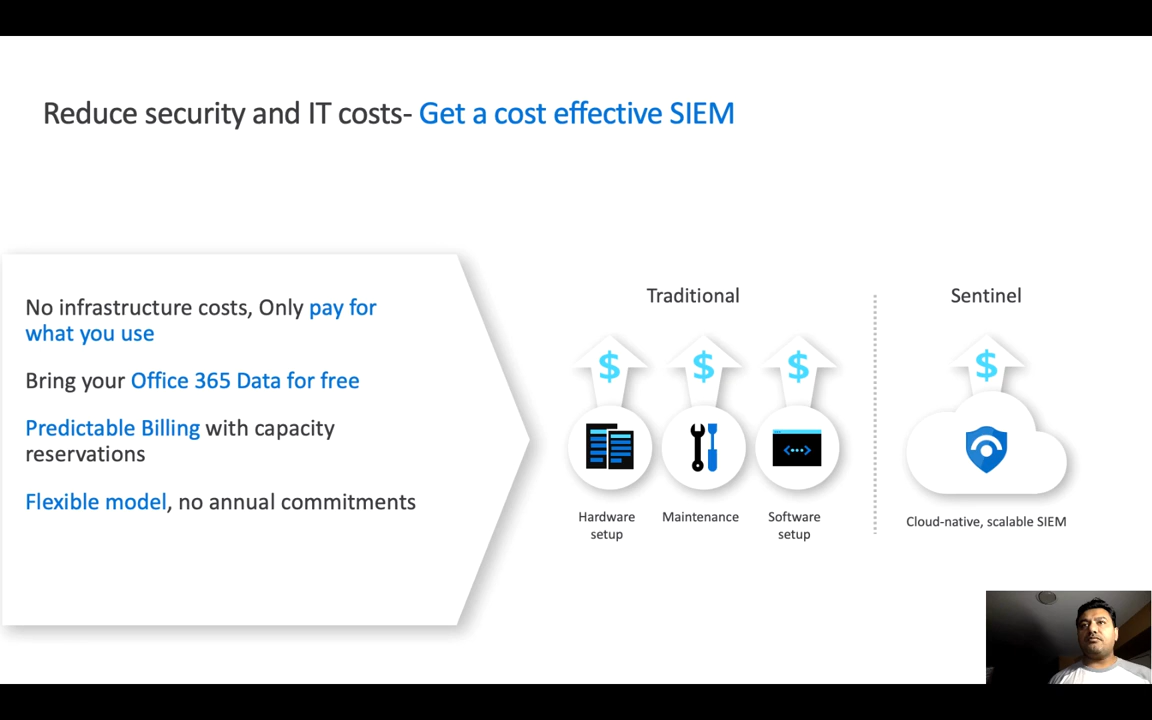 Reduce security and IT costs- Get a cost effective SIEM
No infrastructure costs, Only pay for
what you use
Bring your Office 365 Data for free
Predictable Billing with capacity
reservations
Flexible model, no annual commitments
Traditional
$
$
$
Hardware
setup
Maintenance
Software
setup
Sentinel
$
Cloud-native, scalable SIEM